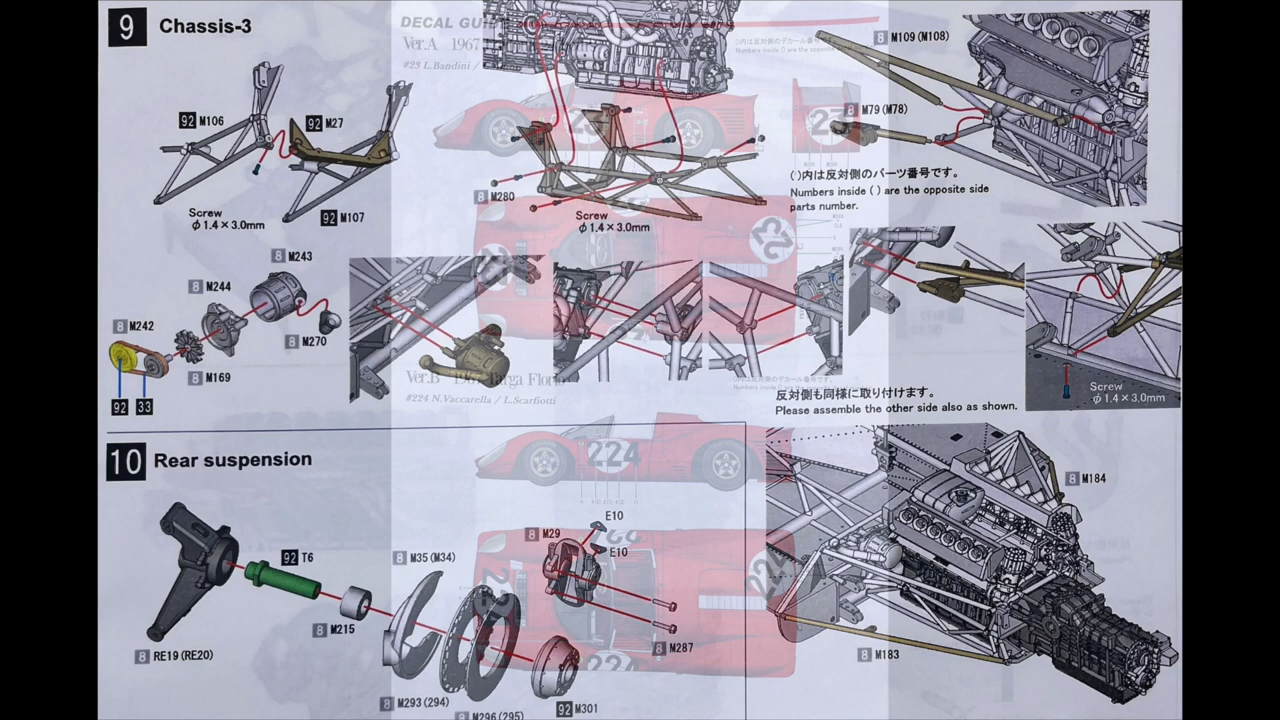 9 Chassis-3
DECAL
Ver.A 1967
#23 L.Bandini /
92 M106
92 M27
92 M107
Screw
φ1.4×3.0mm
8 M280
Screw
φ1.4×3.0mm
8 M109 (M108)
8 M79 (M78)
23
( )内は反対側のパーツ番号です。
Numbers inside ( ) are the opposite side
parts number.
8 M243
8 M244
8 M242
8 M270
8 M169
92 33
23
Screw
φ1.4×3.0mm
Ver.B 1967 Targa Florio
#224 N.Vaccarella / L.Scarfiotti
反対側も同様に取り付けます。
Please assemble the other side also as shown.
10 Rear suspension
224
8 M184
E10
8 M29
E10
92 T6
8 M35 (M34)
8 M215
8 RE19 (RE20)
8 M287
8 M183
224
8 M293 (294)
8 M296 (295)
92 M301